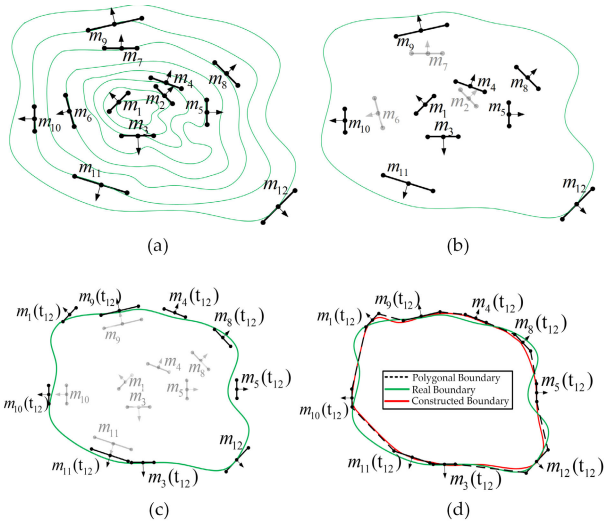 m9
m7
m4
m8
m2
m1
m6
m5
m10
m3
m11
m12
(a)
m9
m7
m4
m8
m2
m1
m6
m5
m10
m3
m11
m12
(b)
m9(t12)
m4(t12)
m1(t12)
m8(t12)
m9
m4
m8
m1
m5
m5(t12)
m10
m3
m10(t12)
m11
m12
m11(t12)
m3(t12)
(c)
m9(t12)
m4(t12)
m1(t12)
m8(t12)
Polygonal Boundary
Real Boundary
Constructed Boundary
m5(t12)
m10(t12)
m11(t12)
m12(t12)
m3(t12)
(d)